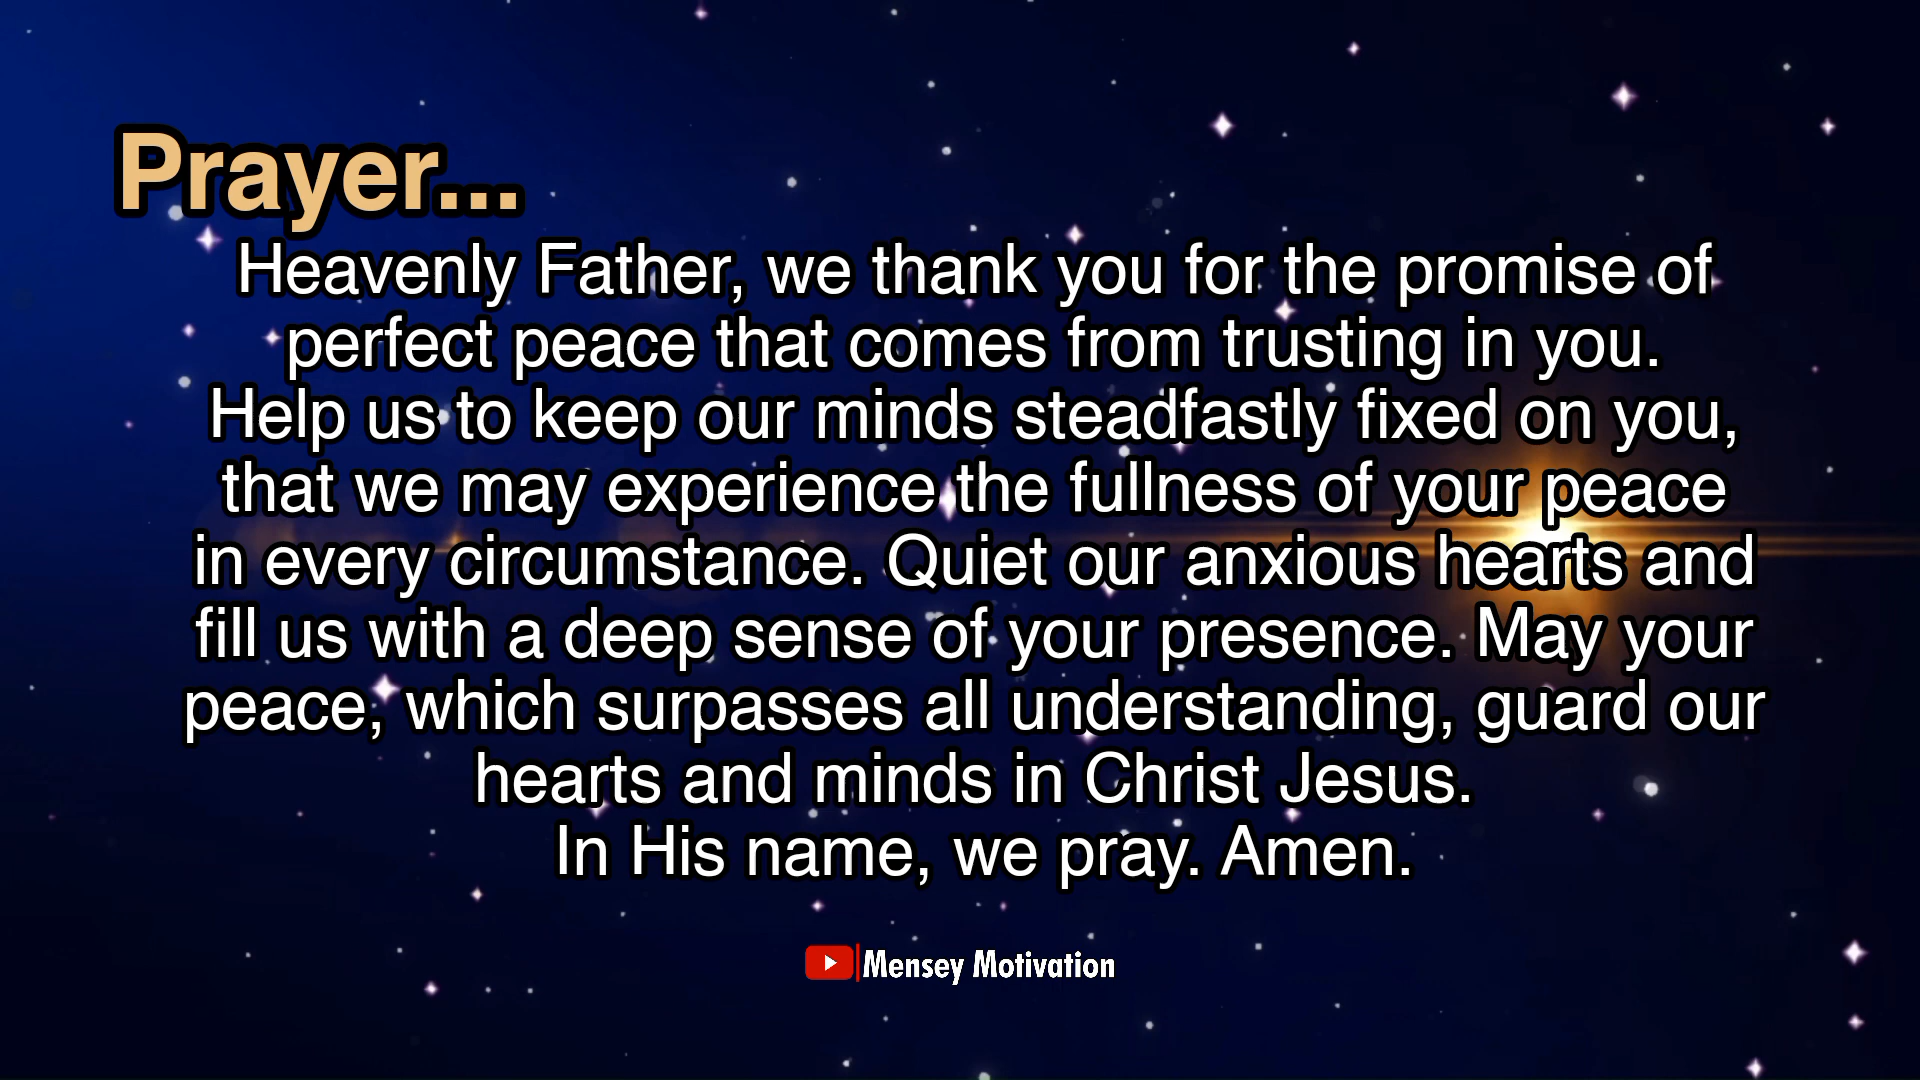 Prayer...
Heavenly Father, we thank you for the promise of
perfect peace that comes from trusting in you.
Help us to keep our minds steadfastly fixed on you,
that we may experience the fullness of your peace
in every circumstance. Quiet our anxious hearts and
fill us with a deep sense of your presence. May your
peace, which surpasses all understanding, guard our
hearts and minds in Christ Jesus.
In His name, we pray. Amen.
Mensey Motivation